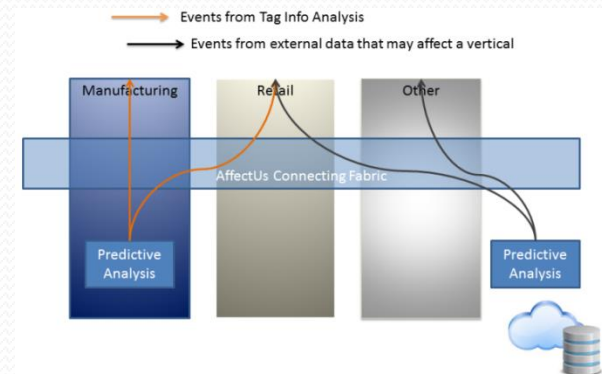 Events from Tag Info Analysis
Events from external data that may affect a vertical
Manufacturing
Retail
Other
AffectUs Connecting Fabric
Predictive
Analysis
Predictive
Analysis